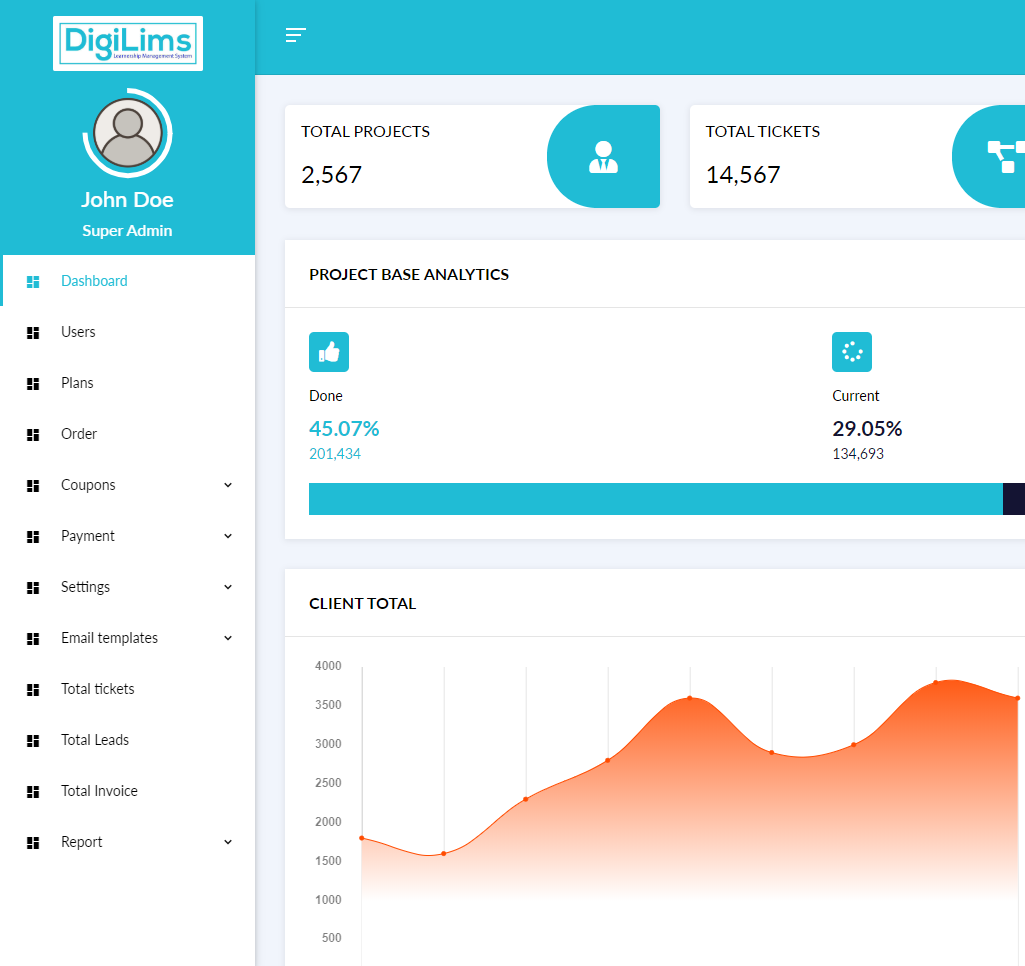 DigiLims
Learnership Management System
John Doe
Super Admin
Dashboard
Users
Plans
Order
Coupons
Payment
Settings
Email templates
Total tickets
Total Leads
Total Invoice
Report
TOTAL PROJECTS
2,567
TOTAL TICKETS
14,567
PROJECT BASE ANALYTICS
Done
45.07%
201,434
Current
29.05%
134,693
CLIENT TOTAL
4000
3500
3000
2500
2000
1500
1000
500